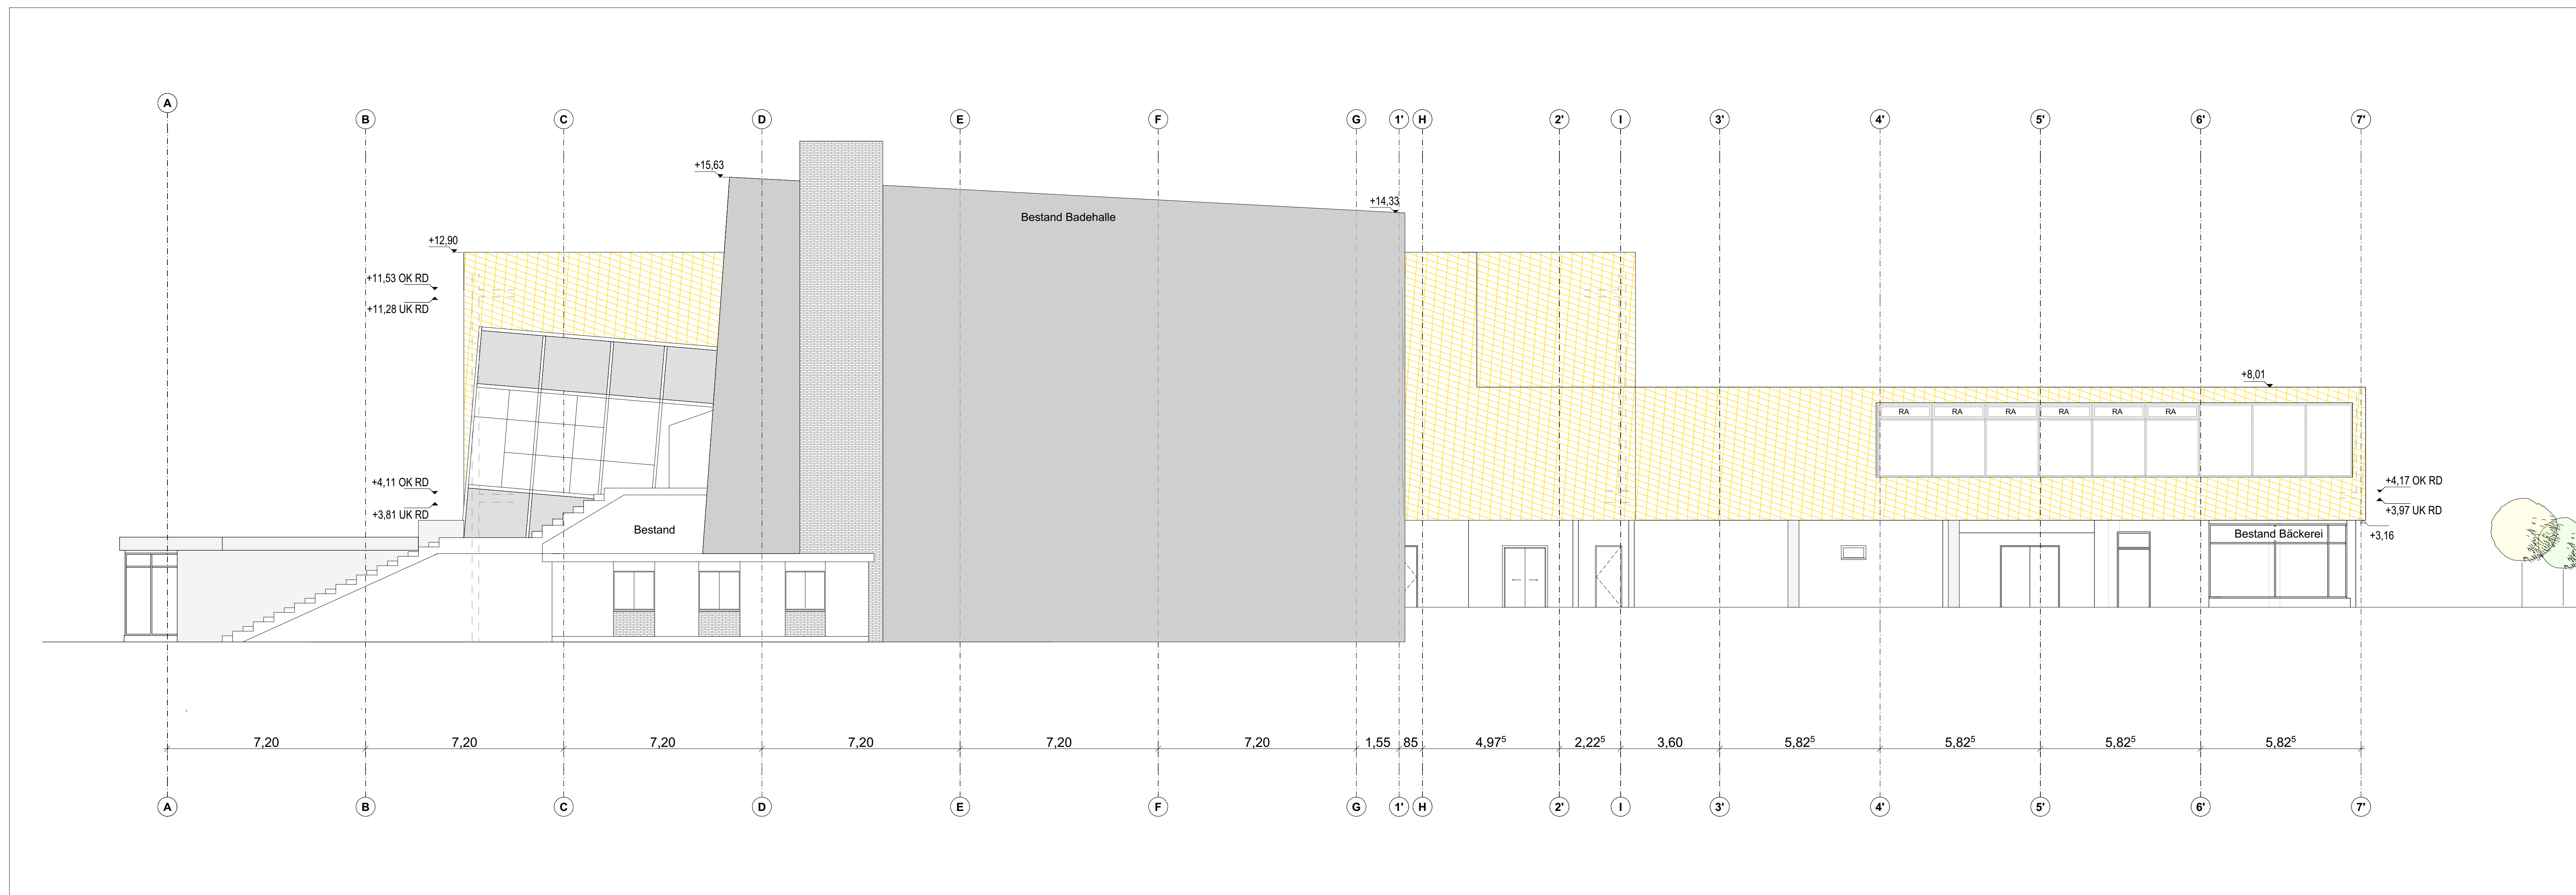 A
B C D E F G 1' H 2' I 3' 4' 5' 6' 7'
+15,63
+14,33
Bestand Badehalle
+12,90
+11,53 OK RD
+11,28 UK RD
+8,01
RA RA RA RA RA RA
+4,11 OK RD
+3,81 UK RD
+4,17 OK RD
+3,97 UK RD
Bestand
Bestand Bäckerei
+3,16
7,20 7,20 7,20 7,20 7,20 7,20 1,55 85 4,97⁵ 2,22⁵ 3,60 5,82⁵ 5,82⁵ 5,82⁵ 5,82⁵
A B C D E F G 1' H 2' I 3' 4' 5' 6' 7'